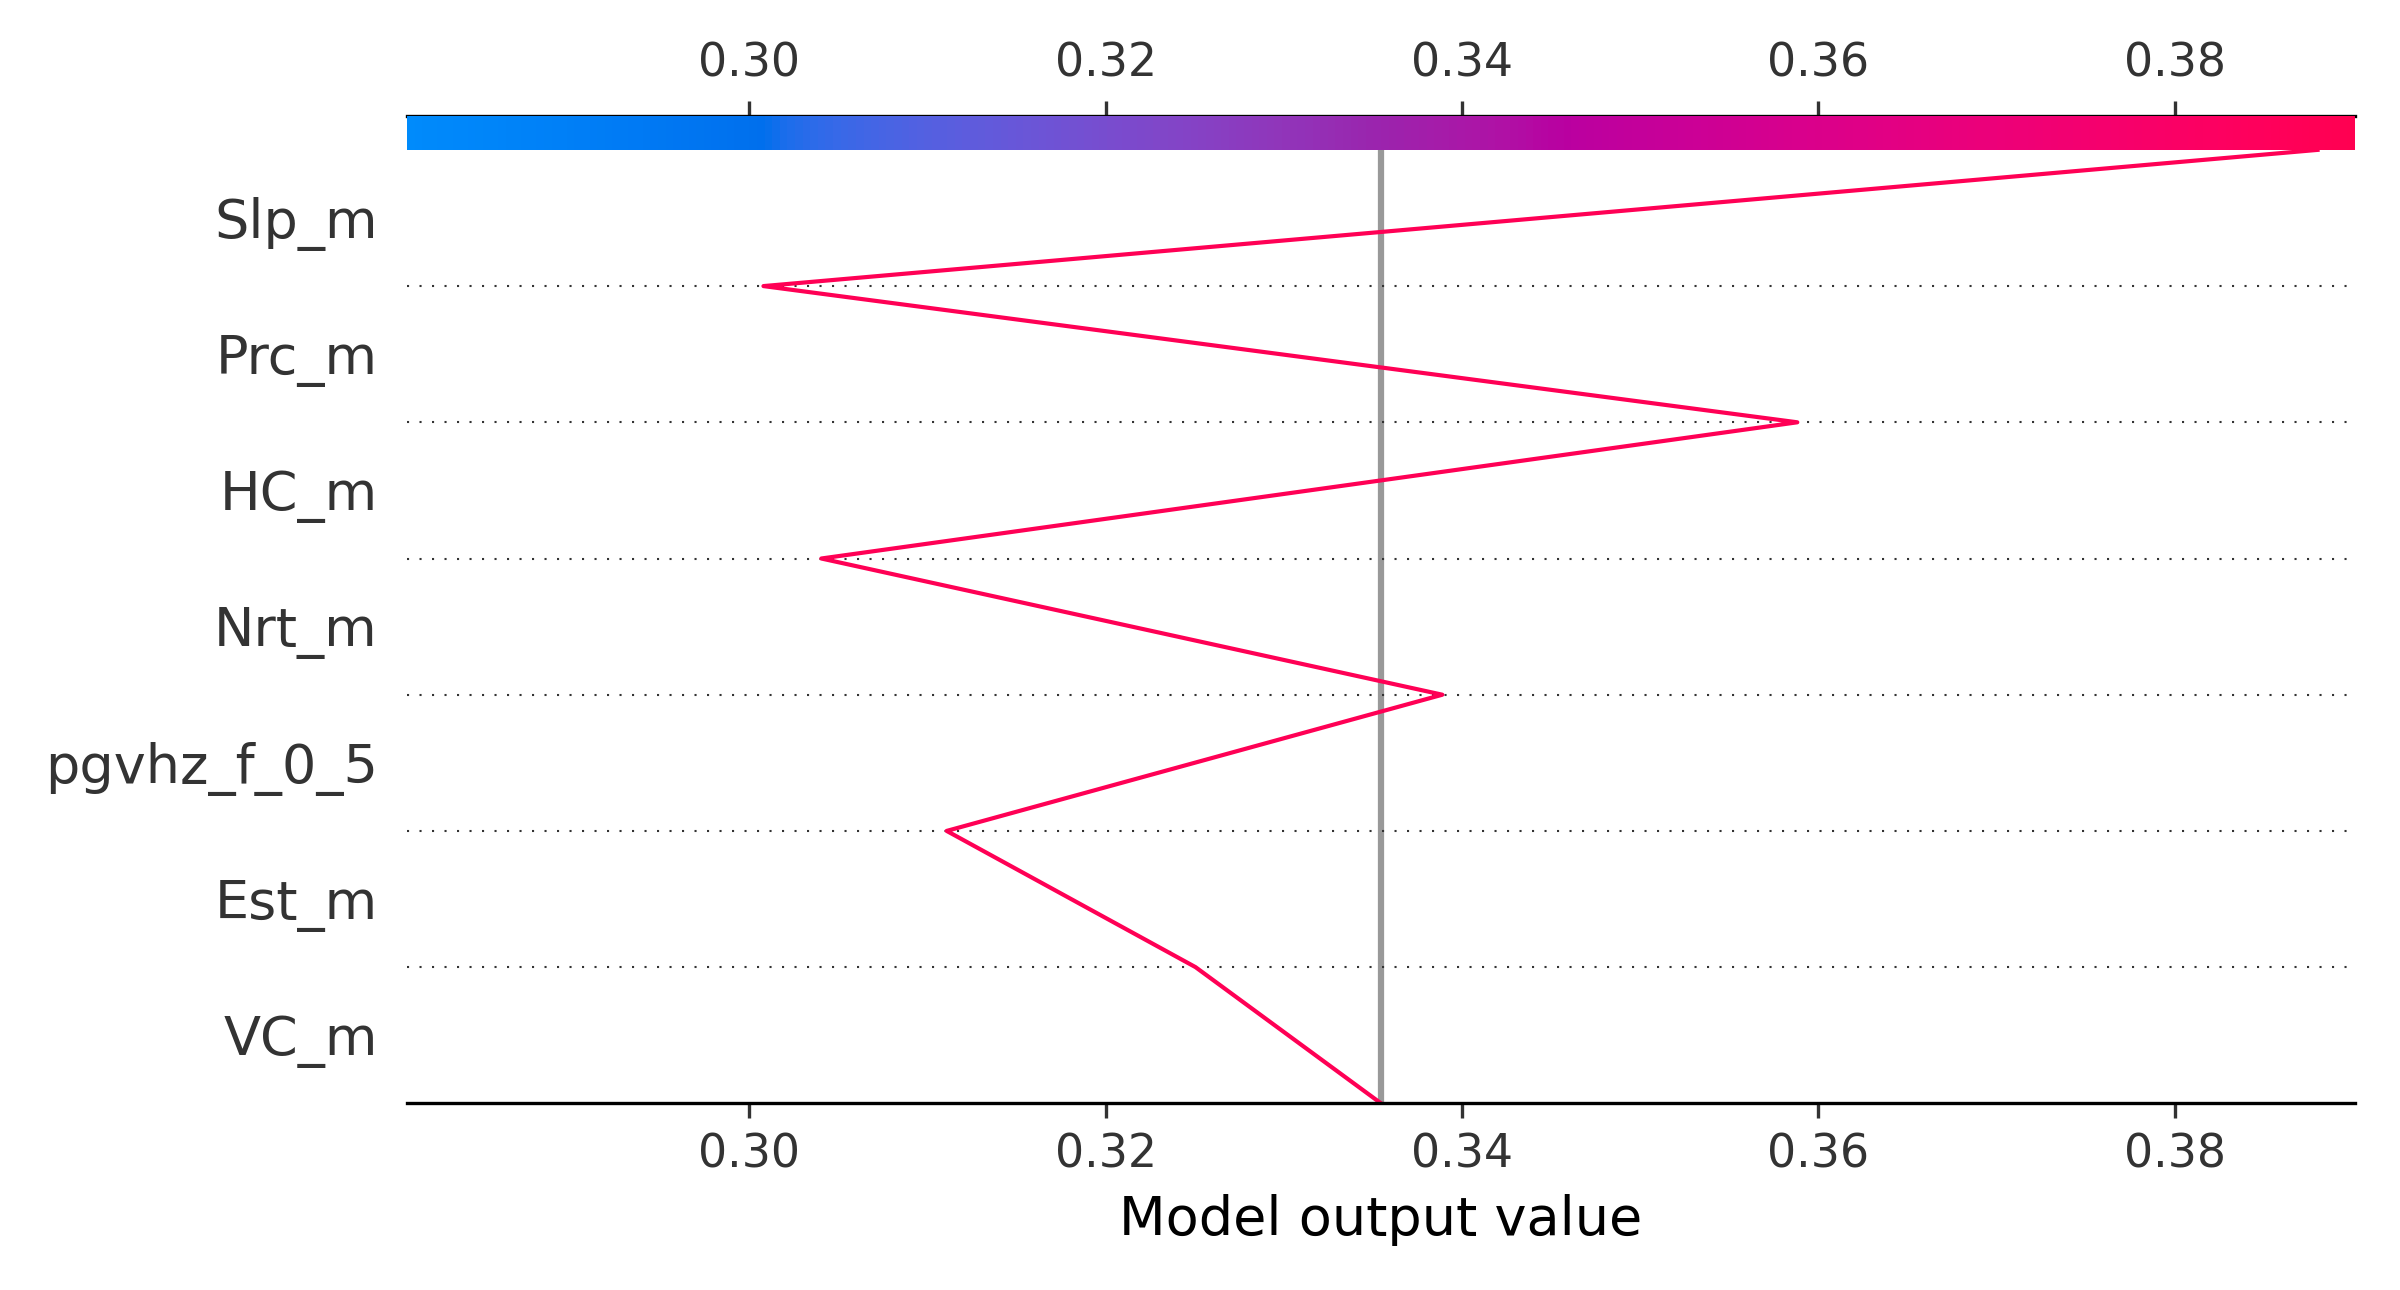 0.30 0.32 0.34 0.36 0.38
Slp_m
Prc_m
HC_m
Nrt_m
pgvhz_f_0_5
Est_m
VC_m
0.30 0.32 0.34 0.36 0.38
Model output value